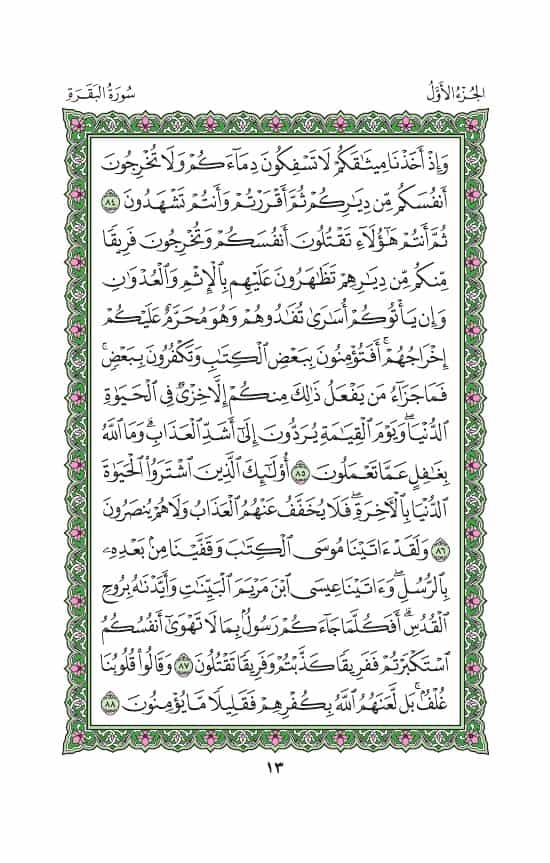 الجُزءُ الأَوَّلُ
سُورَةُ البَقَرَةِ
وَإِذْ أَخَذْنَا مِيثَٰقَكُمْ لَا تَسْفِكُونَ دِمَآءَكُمْ وَلَا تُخْرِجُونَ
أَنفُسَكُم مِّن دِيَٰرِكُمْ ثُمَّ أَقْرَرْتُمْ وَأَنتُمْ تَشْهَدُونَ ٨٤
ثُمَّ أَنتُمْ هَٰٓؤُلَآءِ تَقْتُلُونَ أَنفُسَكُمْ وَتُخْرِجُونَ فَرِيقًا
مِّنكُم مِّن دِيَٰرِهِمْ تَظَٰهَرُونَ عَلَيْهِم بِٱلْإِثْمِ وَٱلْعُدْوَٰنِ
وَإِن يَأْتُوكُمْ أُسَٰرَىٰ تُفَٰدُوهُمْ وَهُوَ مُحَرَّمٌ عَلَيْكُمْ
إِخْرَاجُهُمْ ۚ أَفَتُؤْمِنُونَ بِبَعْضِ ٱلْكِتَٰبِ وَتَكْفُرُونَ بِبَعْضٍ ۚ
فَمَا جَزَآءُ مَن يَفْعَلُ ذَٰلِكَ مِنكُمْ إِلَّا خِزْىٌ فِى ٱلْحَيَوٰةِ
ٱلدُّنْيَا ۖ وَيَوْمَ ٱلْقِيَٰمَةِ يُرَدُّونَ إِلَىٰٓ أَشَدِّ ٱلْعَذَابِ ۗ وَمَا ٱللَّهُ
بِغَٰفِلٍ عَمَّا تَعْمَلُونَ ٨٥ أُو۟لَٰٓئِكَ ٱلَّذِينَ ٱشْتَرَوُا۟ ٱلْحَيَوٰةَ
ٱلدُّنْيَا بِٱلْءَاخِرَةِ ۖ فَلَا يُخَفَّفُ عَنْهُمُ ٱلْعَذَابُ وَلَا هُمْ يُنصَرُونَ
٨٦ وَلَقَدْ ءَاتَيْنَا مُوسَى ٱلْكِتَٰبَ وَقَفَّيْنَا مِنۢ بَعْدِهِۦ
بِٱلرُّسُلِ ۖ وَءَاتَيْنَا عِيسَى ٱبْنَ مَرْيَمَ ٱلْبَيِّنَٰتِ وَأَيَّدْنَٰهُ بِرُوحِ
ٱلْقُدُسِ ۗ أَفَكُلَّمَا جَآءَكُمْ رَسُولٌۢ بِمَا لَا تَهْوَىٰٓ أَنفُسُكُمُ
ٱسْتَكْبَرْتُمْ فَفَرِيقًا كَذَّبْتُمْ وَفَرِيقًا تَقْتُلُونَ ٨٧ وَقَالُوا۟ قُلُوبُنَا
غُلْفٌۢ ۚ بَل لَّعَنَهُمُ ٱللَّهُ بِكُفْرِهِمْ فَقَلِيلًا مَّا يُؤْمِنُونَ ٨٨
١٣